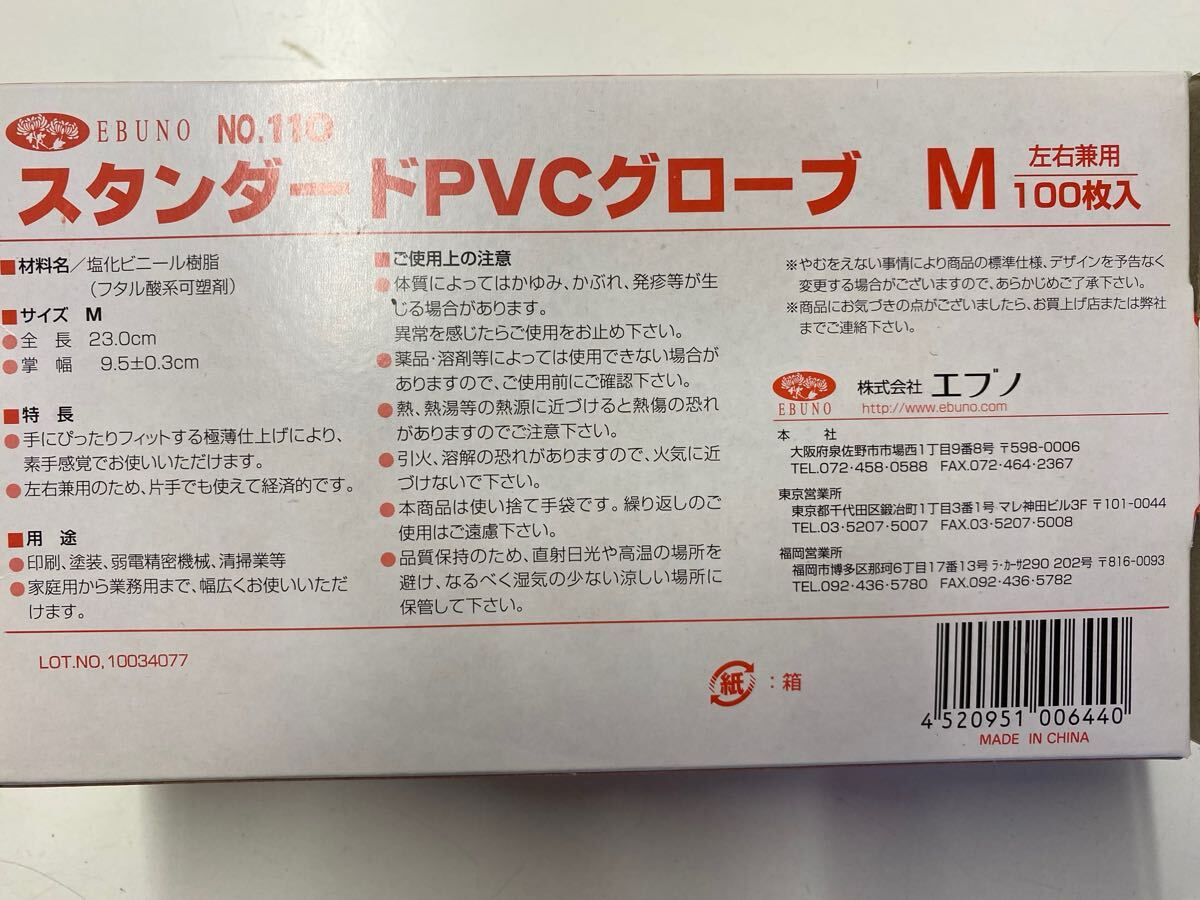 EBUNO NO.110
スタンダードPVCグローブ M 左右兼用
100枚入
■材料名/塩化ビニール樹脂
(フタル酸系可塑剤)
■サイズ M
●全長 23.0cm
●掌幅 9.5±0.3cm
■特長
●手にぴったりフィットする極薄仕上げにより、
素手感覚でお使いいただけます。
●左右兼用のため、片手でも使えて経済的です。
■用途
●印刷、塗装、弱電精密機械、清掃業等
●家庭用から業務用まで、幅広くお使いいただ
けます。
■ご使用上の注意
●体質によってはかゆみ、かぶれ、発疹等が生
じる場合があります。
異常を感じたらご使用をお止め下さい。
●薬品・溶剤等によっては使用できない場合が
ありますので、ご使用前にご確認下さい。
●熱、熱湯等の熱源に近づけると熱傷の恐れ
がありますのでご注意下さい。
●引火、溶解の恐れがありますので、火気に近
づけないで下さい。
●本商品は使い捨て手袋です。繰り返しのご
使用はご遠慮下さい。
●品質保持のため、直射日光や高温の場所を
避け、なるべく湿気の少ない涼しい場所に
保管して下さい。
※やむをえない事情により商品の標準仕様、デザインを予告なく
変更する場合がございますので、あらかじめご了承下さい。
※商品にお気づきの点がございましたら、お買上げ店または弊社
までご連絡下さい。
EBUNO 株式会社 エブノ
http://www.ebuno.com
本社
大阪府泉佐野市市場西1丁目9番8号 〒598-0006
TEL.072・458・0588 FAX.072・464・2367
東京営業所
東京都千代田区鍛冶町1丁目3番1号 マレ神田ビル3F 〒101-0044
TEL.03・5207・5007 FAX.03・5207・5008
福岡営業所
福岡市博多区那珂6丁目17番13号 ラ・カーサ290 202号 〒816-0093
TEL.092・436・5780 FAX.092・436・5782
LOT.NO, 10034077
紙:箱
4 520951 006440
MADE IN CHINA